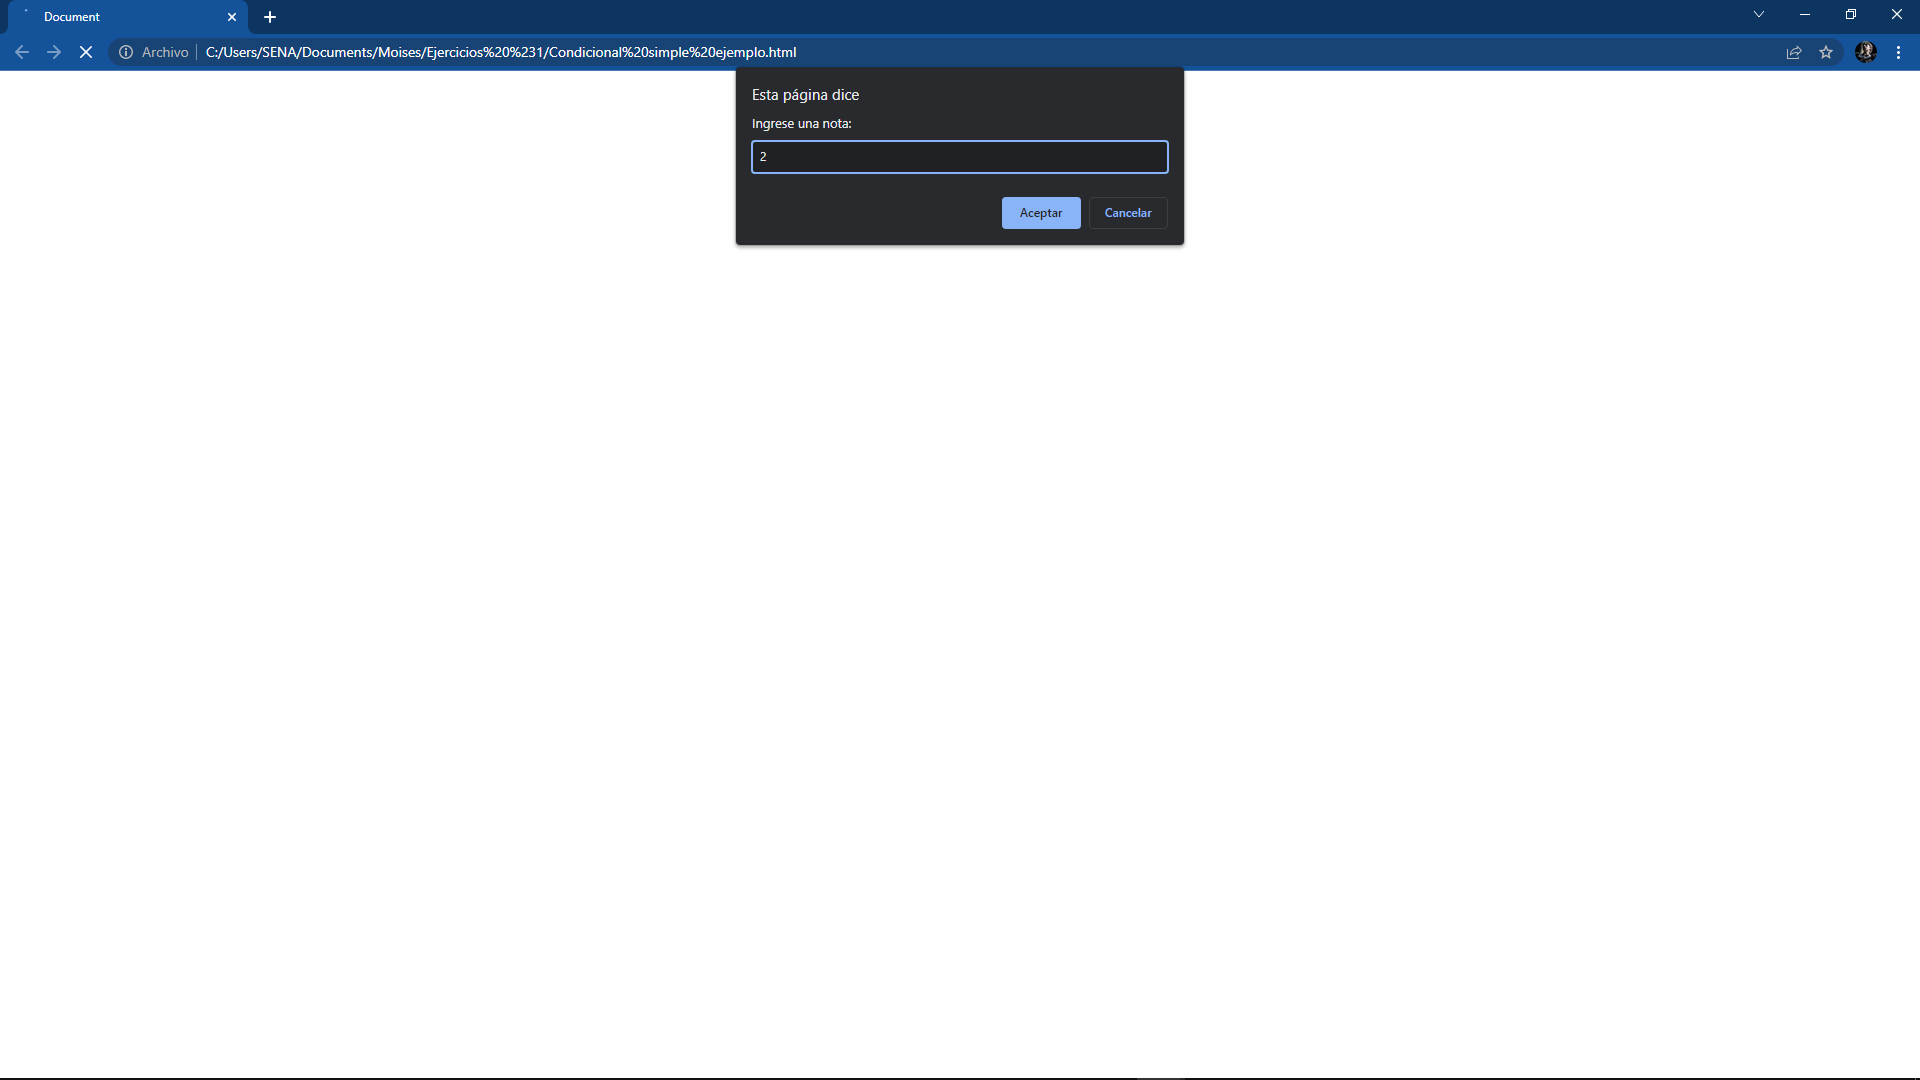 Document
Archivo C:/Users/SENA/Documents/Moises/Ejercicios%20%231/Condicional%20simple%20ejemplo.html
Esta página dice
Ingrese una nota:
2
Aceptar Cancelar